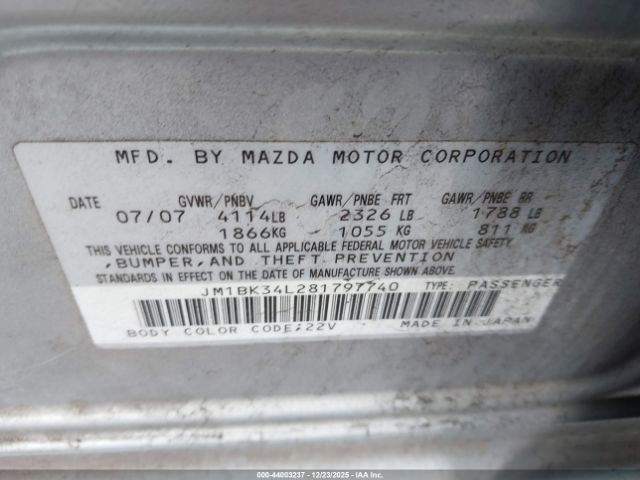 MFD. BY MAZDA MOTOR CORPORATION
DATE GVWR/PNBV GAWR/PNBE FRT GAWR/PNBE RR
07/07 4114LB 2326 LB 1788 LB
1866KG 1055 KG 811 KG
THIS VEHICLE CONFORMS TO ALL APPLICABLE FEDERAL MOTOR VEHICLE SAFETY,
,BUMPER,AND THEFT PREVENTION
STANDARDS IN EFFECT ON THE DATE OF MANUFACTURE SHOWN ABOVE.
JM1BK34L281797740 TYPE: PASSENGER
BODY COLOR CODE:22V MADE IN JAPAN
000-44003237 - 12/23/2025 - IAAI.COM